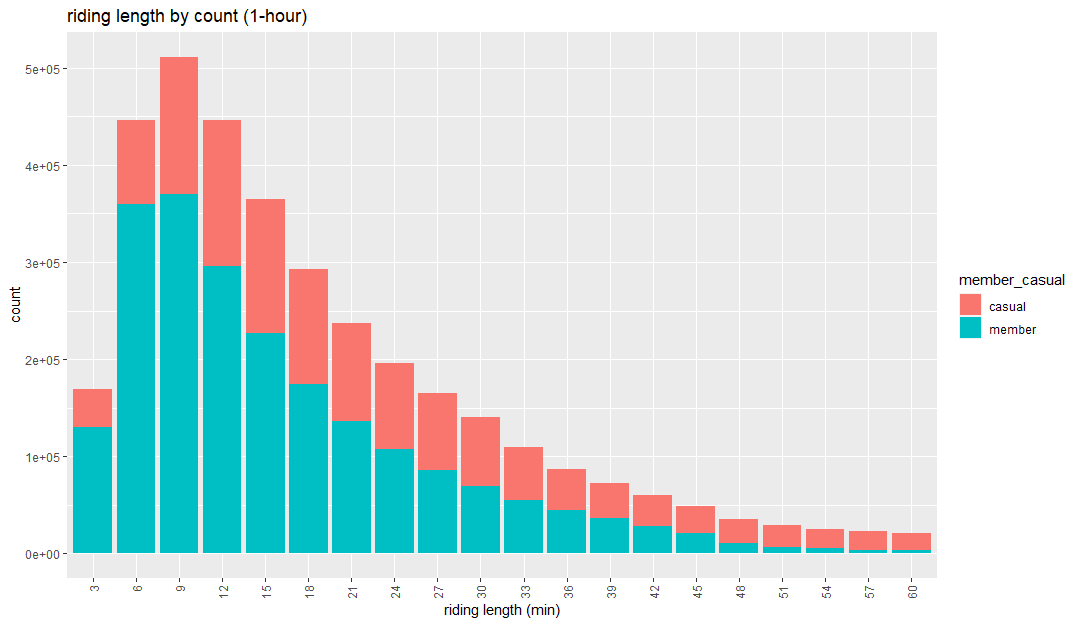 riding length by count (1-hour)
5e+05
4e+05
3e+05
2e+05
1e+05
0e+00
count
3 6 9 12 15 18 21 24 27 30 33 36 39 42 45 48 51 54 57 60
riding length (min)
member_casual
casual
member